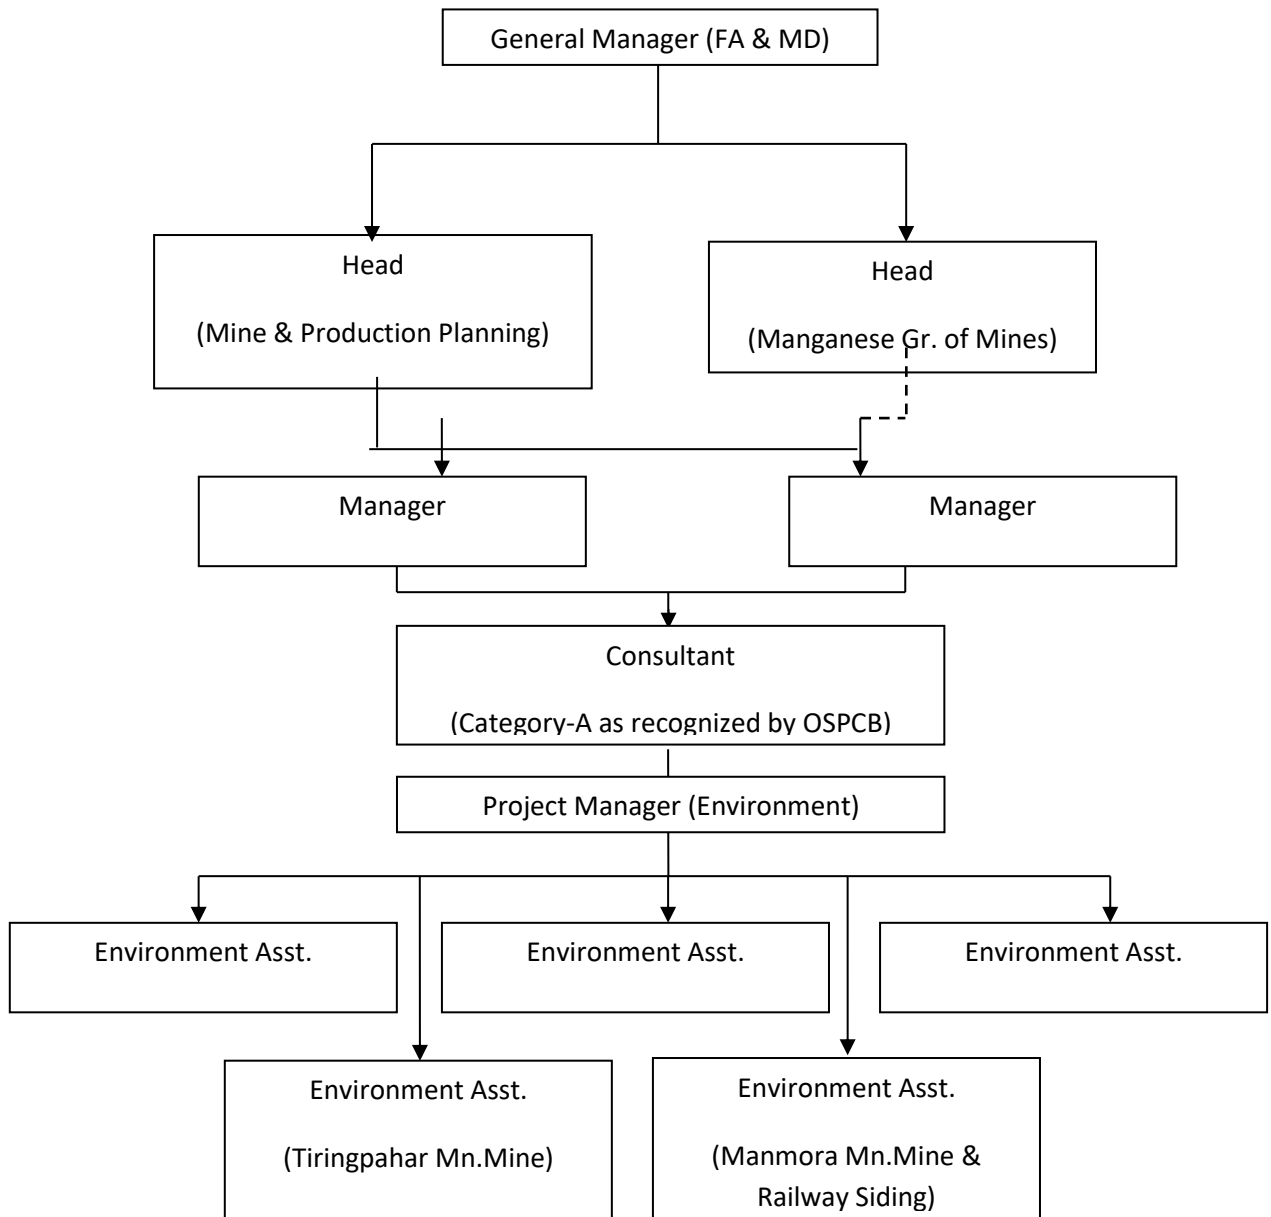 General Manager (FA & MD)
Head
(Mine & Production Planning)
Head
(Manganese Gr. of Mines)
Manager
Manager
Consultant
(Category-A as recognized by OSPCB)
Project Manager (Environment)
Environment Asst.
Environment Asst.
Environment Asst.
Environment Asst.
(Tiringpahar Mn.Mine)
Environment Asst.
(Manmora Mn.Mine &
Railway Siding)